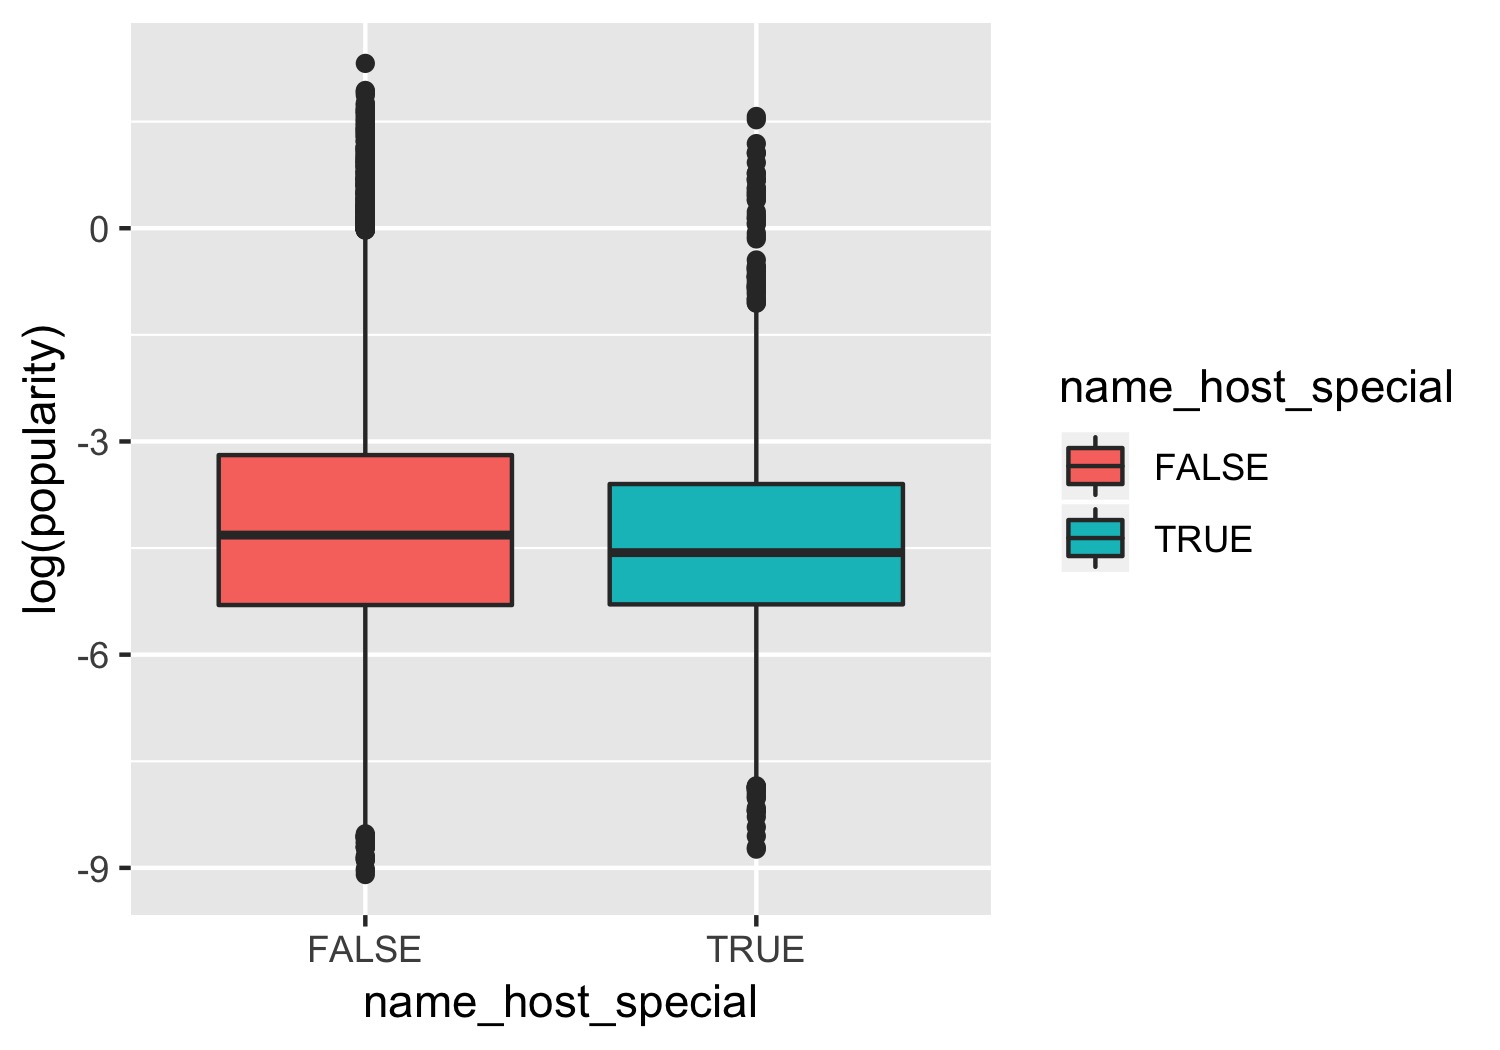 log(popularity)
0
-3
-6
-9
FALSE
TRUE
name_host_special
name_host_special
FALSE
TRUE